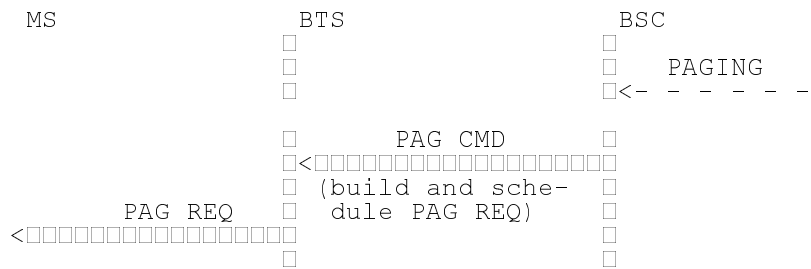 MS BTS BSC
PAGING
<- - - - - -
PAG CMD
<
(build and sche-
PAG REQ dule PAG REQ)
<